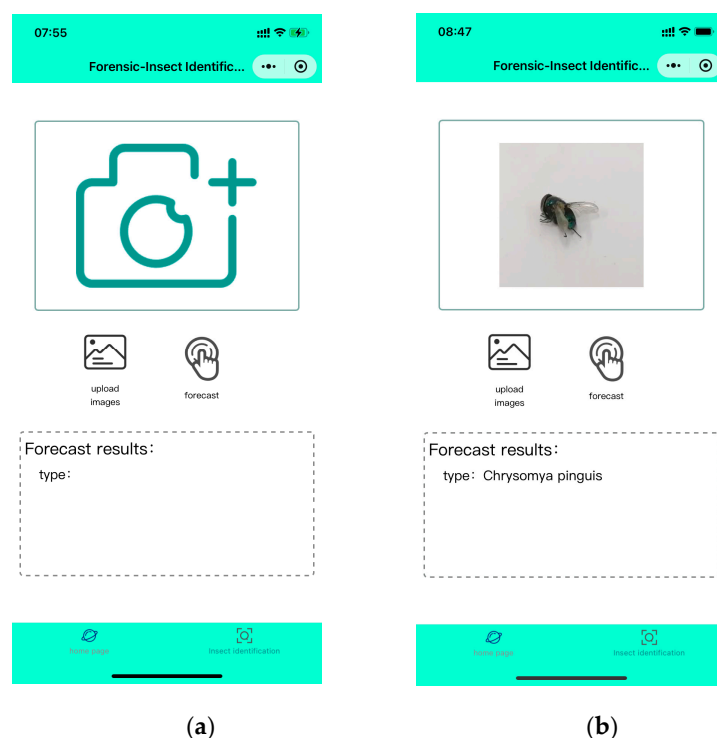 07:55
Forensic-Insect Identific...
upload
images
forecast
Forecast results：
type：
home page
Insect identification
(a)
08:47
Forensic-Insect Identific...
upload
images
forecast
Forecast results：
type：Chrysomya pinguis
home page
Insect identification
(b)